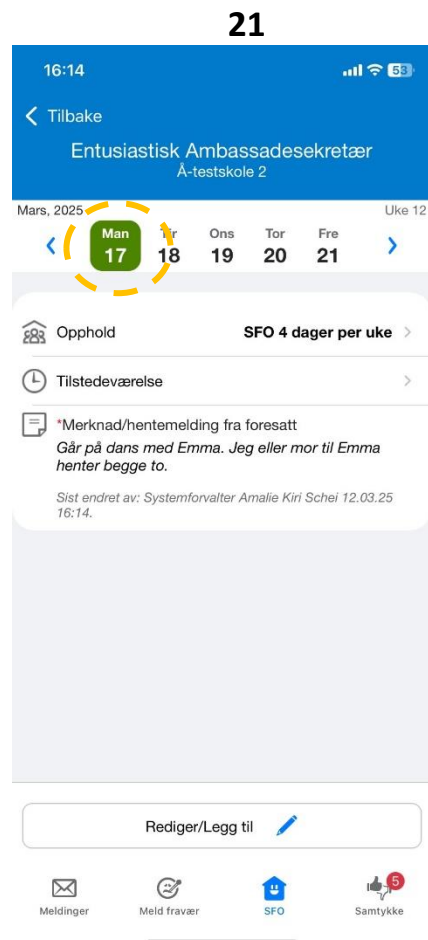 21
16:14
53
Tilbake
Entusiastisk Ambassadesekretær
Å-testskole 2
Mars, 2025
Uke 12
Man Tir Ons Tor Fre
17 18 19 20 21
Opphold SFO 4 dager per uke
Tilstedeværelse
*Merknad/hentemelding fra foresatt
Går på dans med Emma. Jeg eller mor til Emma
henter begge to.
Sist endret av: Systemforvalter Amalie Kiri Schei 12.03.25
16:14.
Rediger/Legg til
5
Meldinger Meld fravær SFO Samtykke